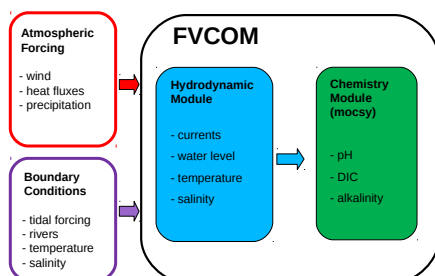 Atmospheric
Forcing
- wind
- heat fluxes
- precipitation
Boundary
Conditions
- tidal forcing
- rivers
- temperature
- salinity
FVCOM
Hydrodynamic
Module
- currents
- water level
- temperature
- salinity
Chemistry
Module
(mocsy)
- pH
- DIC
- alkalinity